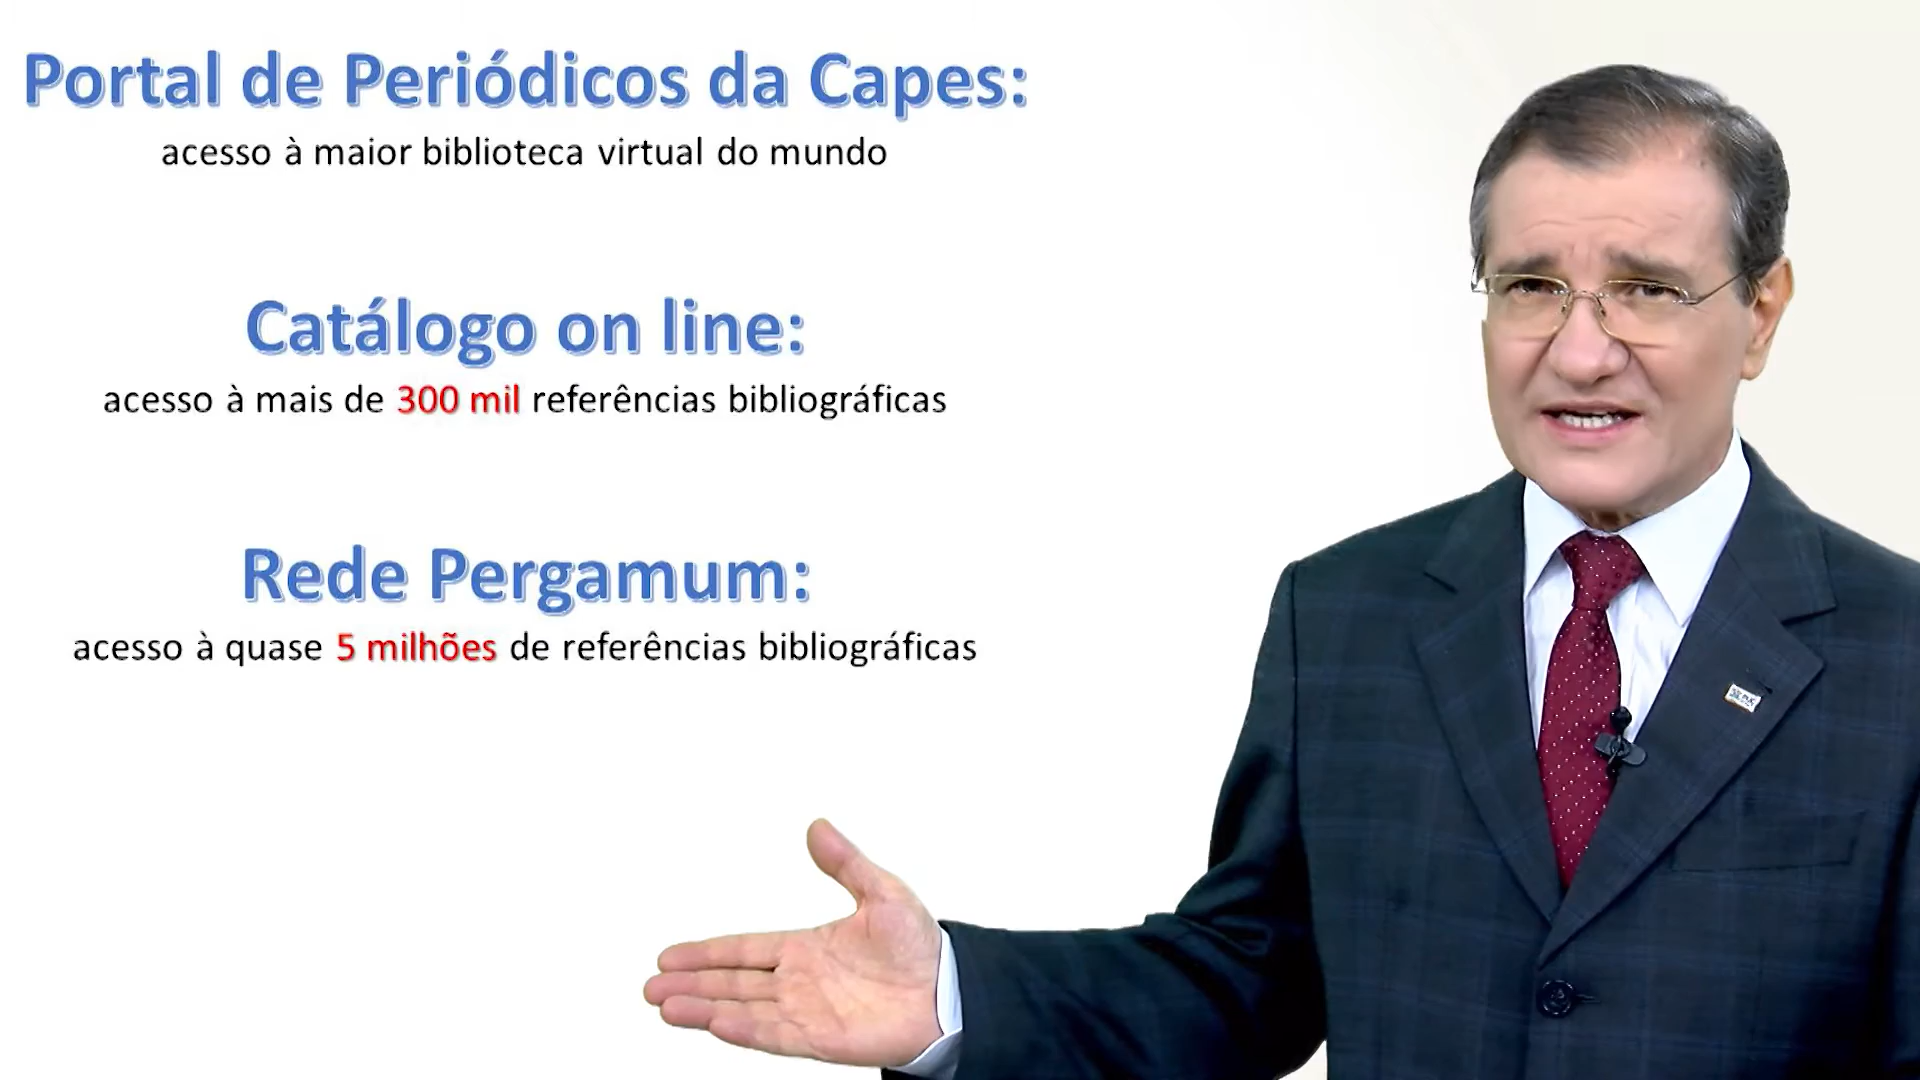 Portal de Periódicos da Capes:
acesso à maior biblioteca virtual do mundo
Catálogo on line:
acesso à mais de 300 mil referências bibliográficas
Rede Pergamum:
acesso à quase 5 milhões de referências bibliográficas